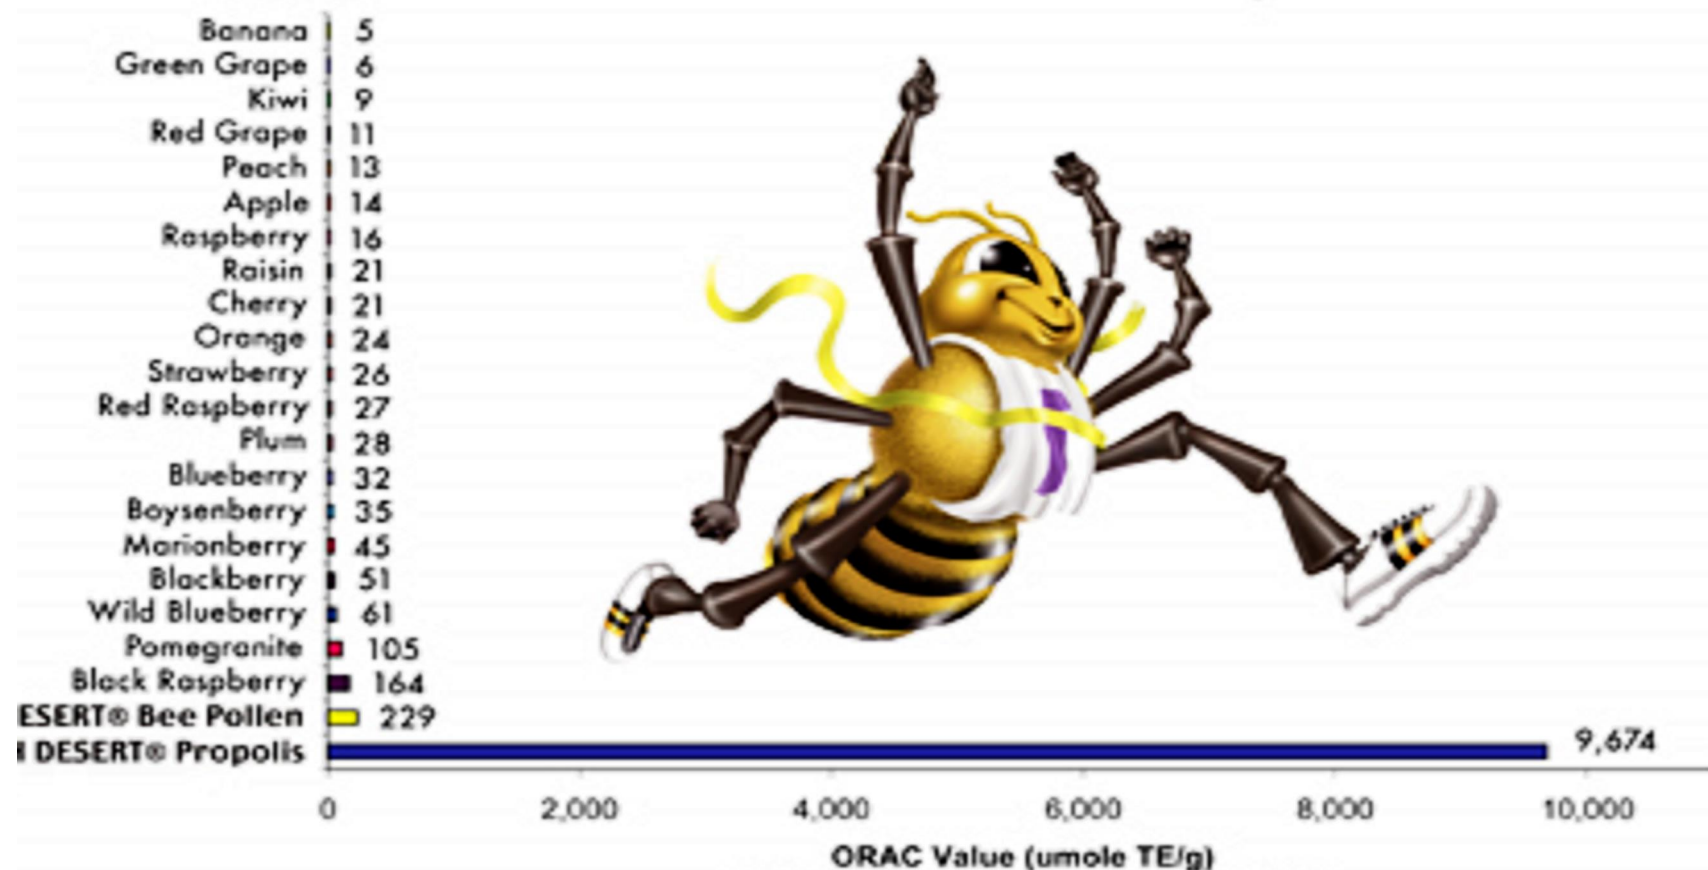 Banana 5
Green Grape 6
Kiwi 9
Red Grape 11
Peach 13
Apple 14
Raspberry 16
Raisin 21
Cherry 21
Orange 24
Strawberry 26
Red Raspberry 27
Plum 28
Blueberry 32
Boysenberry 35
Marionberry 45
Blackberry 51
Wild Blueberry 61
Pomegranite 105
Black Raspberry 164
ESERT® Bee Pollen 229
H DESERT® Propolis 9,674
0 2,000 4,000 6,000 8,000 10,000
ORAC Value (umole TE/g)